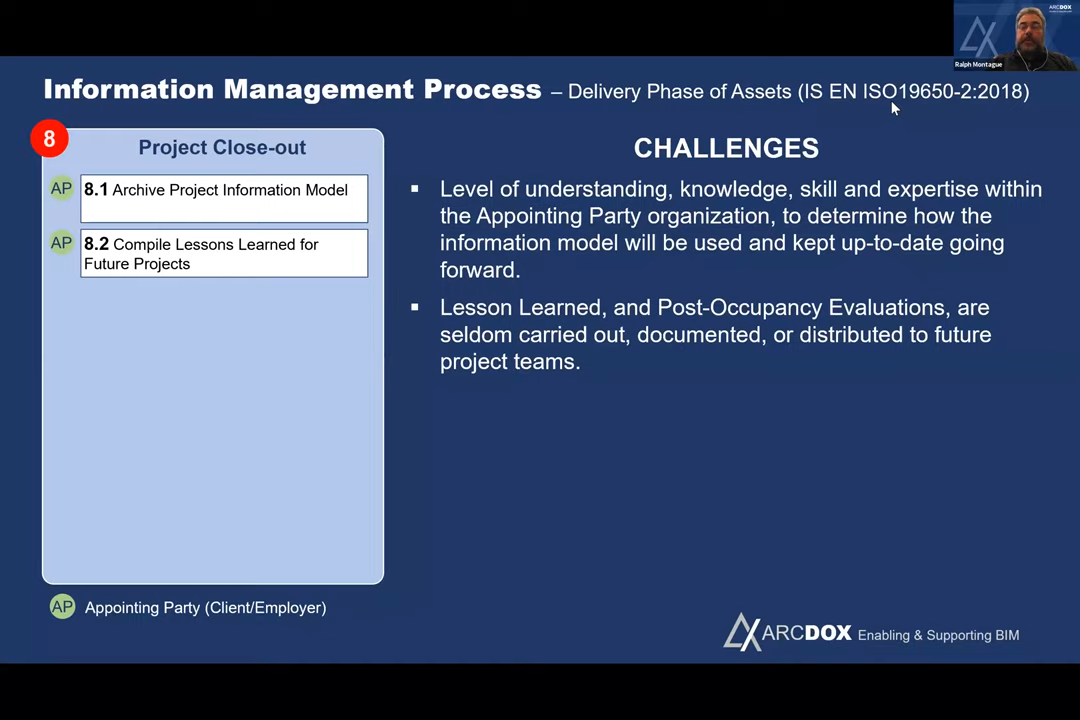 ARCDOX
Ralph Montague
Information Management Process – Delivery Phase of Assets (IS EN ISO19650-2:2018)
8
Project Close-out
AP 8.1 Archive Project Information Model
AP 8.2 Compile Lessons Learned for
Future Projects
CHALLENGES
▪ Level of understanding, knowledge, skill and expertise within
the Appointing Party organization, to determine how the
information model will be used and kept up-to-date going
forward.
▪ Lesson Learned, and Post-Occupancy Evaluations, are
seldom carried out, documented, or distributed to future
project teams.
AP Appointing Party (Client/Employer)
ARCDOX Enabling & Supporting BIM